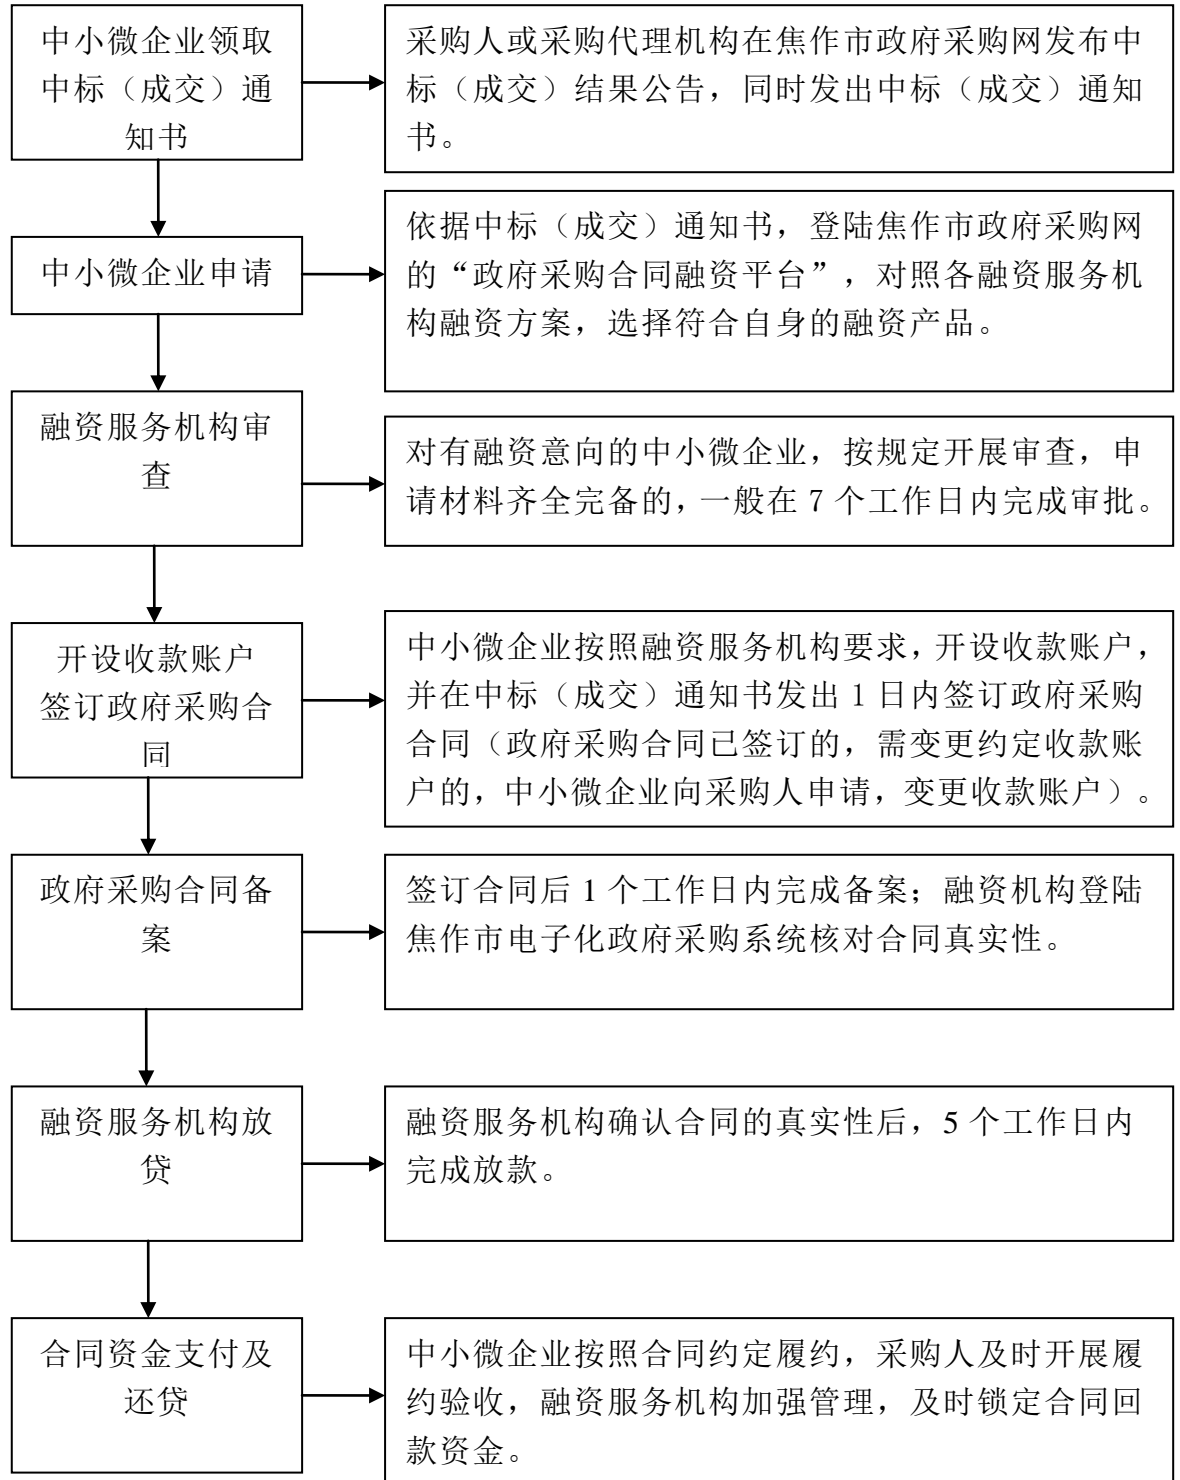 中小微企业领取
中标（成交）通
知书
采购人或采购代理机构在焦作市政府采购网发布中
标（成交）结果公告，同时发出中标（成交）通知
书。
中小微企业申请
依据中标（成交）通知书，登陆焦作市政府采购网
的“政府采购合同融资平台”，对照各融资服务机
构融资方案，选择符合自身的融资产品。
融资服务机构审
查
对有融资意向的中小微企业，按规定开展审查，申
请材料齐全完备的，一般在 7 个工作日内完成审批。
开设收款账户
签订政府采购合
同
中小微企业按照融资服务机构要求，开设收款账户，
并在中标（成交）通知书发出 1 日内签订政府采购
合同（政府采购合同已签订的，需变更约定收款账
户的，中小微企业向采购人申请，变更收款账户）。
政府采购合同备
案
签订合同后 1 个工作日内完成备案；融资机构登陆
焦作市电子化政府采购系统核对合同真实性。
融资服务机构放
贷
融资服务机构确认合同的真实性后，5 个工作日内
完成放款。
合同资金支付及
还贷
中小微企业按照合同约定履约，采购人及时开展履
约验收，融资服务机构加强管理，及时锁定合同回
款资金。